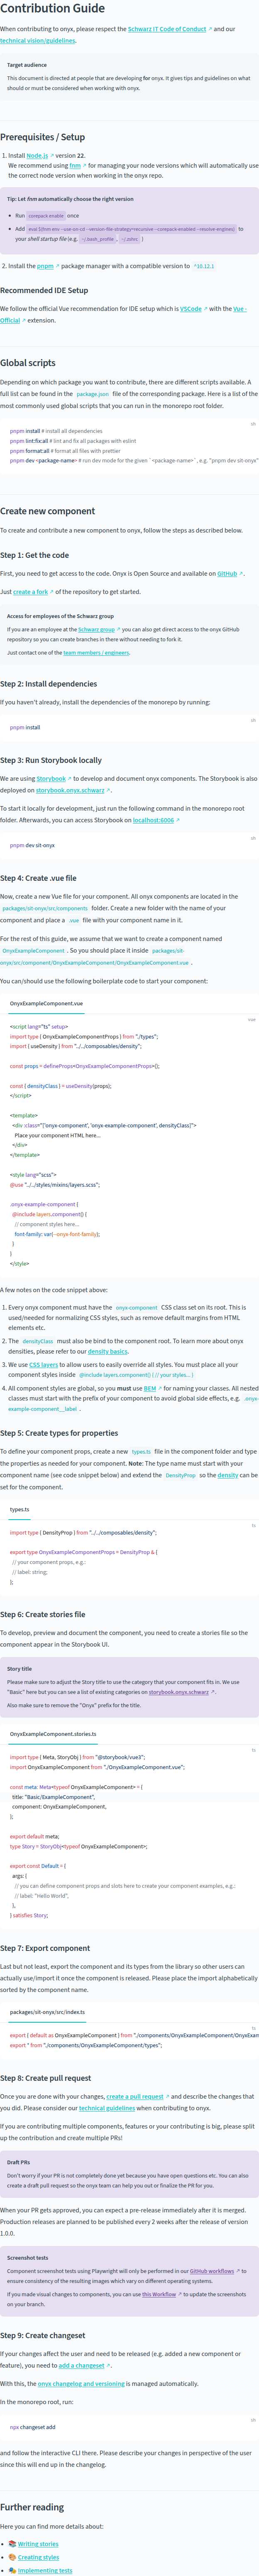 Contribution Guide
When contributing to onyx, please respect the Schwarz IT Code of Conduct ↗ and our
technical vision/guidelines.
Target audience
This document is directed at people that are developing for onyx. It gives tips and guidelines on what
should or must be considered when working with onyx.
Prerequisites / Setup
1. Install Node.js ↗ version 22.
We recommend using fnm ↗ for managing your node versions which will automatically use
the correct node version when working in the onyx repo.
Tip: Let fnm automatically choose the right version
• Run corepack enable once
• Add eval $(fnm env --use-on-cd --version-file-strategy=recursive --corepack-enabled --resolve-engines) to
your shell startup file (e.g. ~/.bash_profile , ~/.zshrc )
2. Install the pnpm ↗ package manager with a compatible version to ^10.12.1
Recommended IDE Setup
We follow the official Vue recommendation for IDE setup which is VSCode ↗ with the Vue -
Official ↗ extension.
Global scripts
Depending on which package you want to contribute, there are different scripts available. A
full list can be found in the package.json file of the corresponding package. Here is a list of the
most commonly used global scripts that you can run in the monorepo root folder.
sh
pnpm install # install all dependencies
pnpm lint:fix:all # lint and fix all packages with eslint
pnpm format:all # format all files with prettier
pnpm dev <package-name> # run dev mode for the given `<package-name>`, e.g. "pnpm dev sit-onyx"
Create new component
To create and contribute a new component to onyx, follow the steps as described below.
Step 1: Get the code
First, you need to get access to the code. Onyx is Open Source and available on GitHub ↗.
Just create a fork ↗ of the repository to get started.
Access for employees of the Schwarz group
If you are an employee at the Schwarz group ↗ you can also get direct access to the onyx GitHub
repository so you can create branches in there without needing to fork it.
Just contact one of the team members / engineers.
Step 2: Install dependencies
If you haven't already, install the dependencies of the monorepo by running:
sh
pnpm install
Step 3: Run Storybook locally
We are using Storybook ↗ to develop and document onyx components. The Storybook is also
deployed on storybook.onyx.schwarz ↗.
To start it locally for development, just run the following command in the monorepo root
folder. Afterwards, you can access Storybook on localhost:6006 ↗
sh
pnpm dev sit-onyx
Step 4: Create .vue file
Now, create a new Vue file for your component. All onyx components are located in the
packages/sit-onyx/src/components folder. Create a new folder with the name of your
component and place a .vue file with your component name in it.
For the rest of this guide, we assume that we want to create a component named
OnyxExampleComponent . So you should place it inside packages/sit-
onyx/src/component/OnyxExampleComponent/OnyxExampleComponent.vue .
You can/should use the following boilerplate code to start your component:
OnyxExampleComponent.vue
vue
<script lang="ts" setup>
import type { OnyxExampleComponentProps } from "./types";
import { useDensity } from "../../composables/density";
const props = defineProps<OnyxExampleComponentProps>();
const { densityClass } = useDensity(props);
</script>
<template>
<div :class="['onyx-component', 'onyx-example-component', densityClass]">
Place your component HTML here...
</div>
</template>
<style lang="scss">
@use "../../styles/mixins/layers.scss";
.onyx-example-component {
@include layers.component() {
// component styles here...
font-family: var(--onyx-font-family);
}
}
</style>
A few notes on the code snippet above:
1. Every onyx component must have the onyx-component CSS class set on its root. This is
used/needed for normalizing CSS styles, such as remove default margins from HTML
elements etc.
2. The densityClass must also be bind to the component root. To learn more about onyx
densities, please refer to our density basics.
3. We use CSS layers to allow users to easily override all styles. You must place all your
component styles inside @include layers.component() { // your styles... }
4. All component styles are global, so you must use BEM ↗ for naming your classes. All nested
classes must start with the prefix of your component to avoid global side effects, e.g. .onyx-
example-component__label .
Step 5: Create types for properties
To define your component props, create a new types.ts file in the component folder and type
the properties as needed for your component. Note: The type name must start with your
component name (see code snippet below) and extend the DensityProp so the density can be
set for the component.
types.ts
ts
import type { DensityProp } from "../../composables/density";
export type OnyxExampleComponentProps = DensityProp & {
// your component props, e.g.:
// label: string;
};
Step 6: Create stories file
To develop, preview and document the component, you need to create a stories file so the
component appear in the Storybook UI.
Story title
Please make sure to adjust the Story title to use the category that your component fits in. We use
"Basic" here but you can see a list of existing categories on storybook.onyx.schwarz ↗.
Also make sure to remove the "Onyx" prefix for the title.
OnyxExampleComponent.stories.ts
ts
import type { Meta, StoryObj } from "@storybook/vue3";
import OnyxExampleComponent from "./OnyxExampleComponent.vue";
const meta: Meta<typeof OnyxExampleComponent> = {
title: "Basic/ExampleComponent",
component: OnyxExampleComponent,
};
export default meta;
type Story = StoryObj<typeof OnyxExampleComponent>;
export const Default = {
args: {
// you can define component props and slots here to create your component examples, e.g.:
// label: "Hello World",
},
} satisfies Story;
Step 7: Export component
Last but not least, export the component and its types from the library so other users can
actually use/import it once the component is released. Please place the import alphabetically
sorted by the component name.
packages/sit-onyx/src/index.ts
ts
export { default as OnyxExampleComponent } from "./components/OnyxExampleComponent/OnyxExam
export * from "./components/OnyxExampleComponent/types";
Step 8: Create pull request
Once you are done with your changes, create a pull request ↗ and describe the changes that
you did. Please consider our technical guidelines when contributing to onyx.
If you are contributing multiple components, features or your contributing is big, please split
up the contribution and create multiple PRs!
Draft PRs
Don't worry if your PR is not completely done yet because you have open questions etc. You can also
create a draft pull request so the onyx team can help you out or finalize the PR for you.
When your PR gets approved, you can expect a pre-release immediately after it is merged.
Production releases are planned to be published every 2 weeks after the release of version
1.0.0.
Screenshot tests
Component screenshot tests using Playwright will only be performed in our GitHub workflows ↗ to
ensure consistency of the resulting images which vary on different operating systems.
If you made visual changes to components, you can use this Workflow ↗ to update the screenshots
on your branch.
Step 9: Create changeset
If your changes affect the user and need to be released (e.g. added a new component or
feature), you need to add a changeset ↗.
With this, the onyx changelog and versioning is managed automatically.
In the monorepo root, run:
sh
npx changeset add
and follow the interactive CLI there. Please describe your changes in perspective of the user
since this will end up in the changelog.
Further reading
Here you can find more details about:
• 📚 Writing stories
• 🎨 Creating styles
• 🎭 Implementing tests